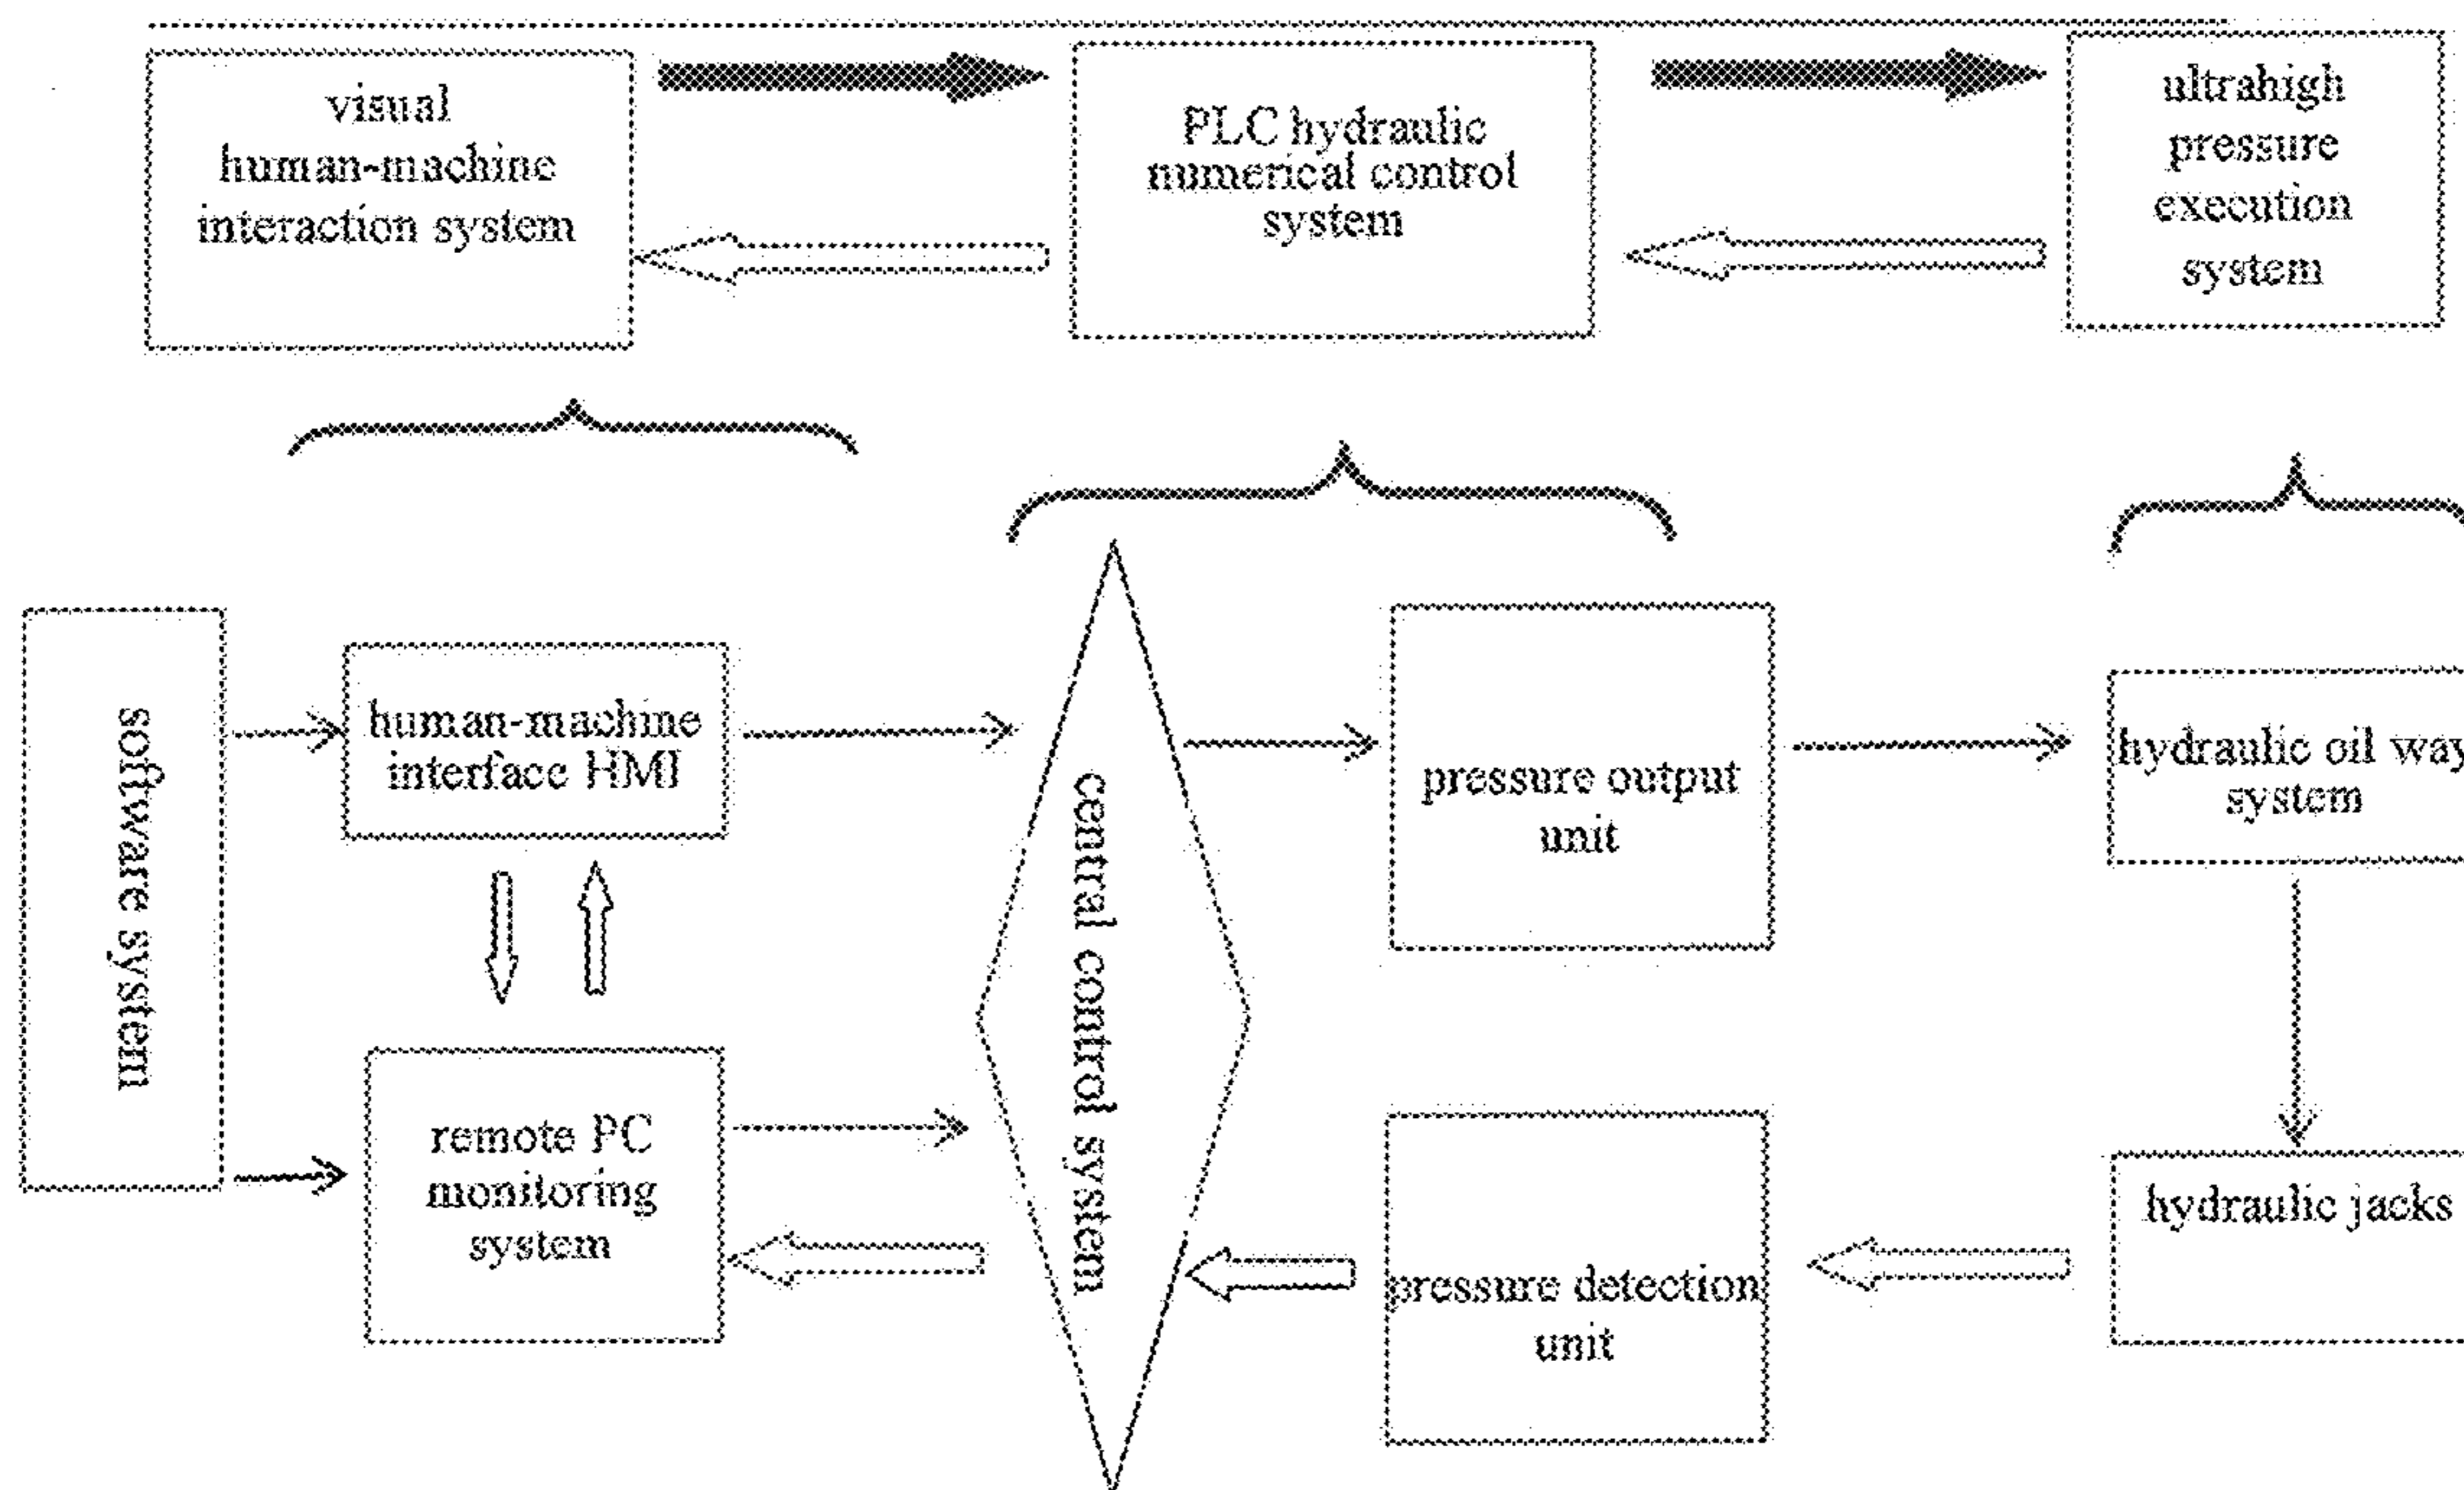 visual
human-machine
interaction system
PLC hydraulic
numerical control
system
ultrahigh
pressure
execution
system
software system
human-machine
interface HMI
remote PC
monitoring
system
central control system
pressure output
unit
pressure detection
unit
hydraulic oil way
system
hydraulic jacks